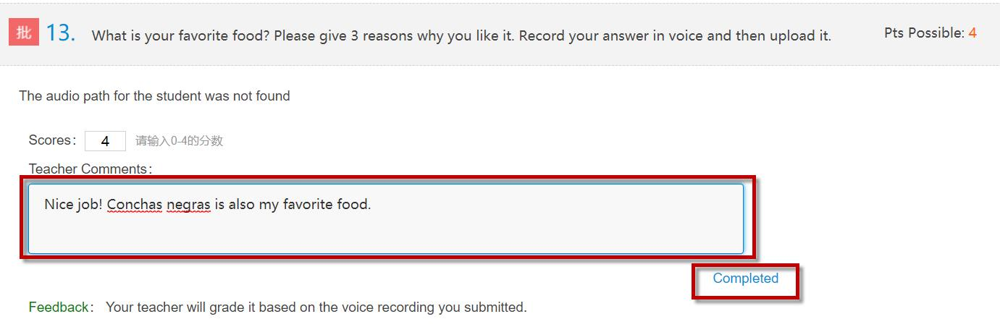 批 13. What is your favorite food? Please give 3 reasons why you like it. Record your answer in voice and then upload it. Pts Possible: 4
The audio path for the student was not found
Scores: 4 请输入0-4的分数
Teacher Comments:
Nice job! Conchas negras is also my favorite food.
Completed
Feedback: Your teacher will grade it based on the voice recording you submitted.